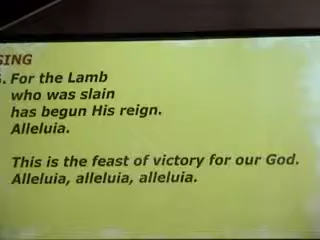 SING
. For the Lamb
who was slain
has begun His reign.
Alleluia.
This is the feast of victory for our God.
Alleluia, alleluia, alleluia.